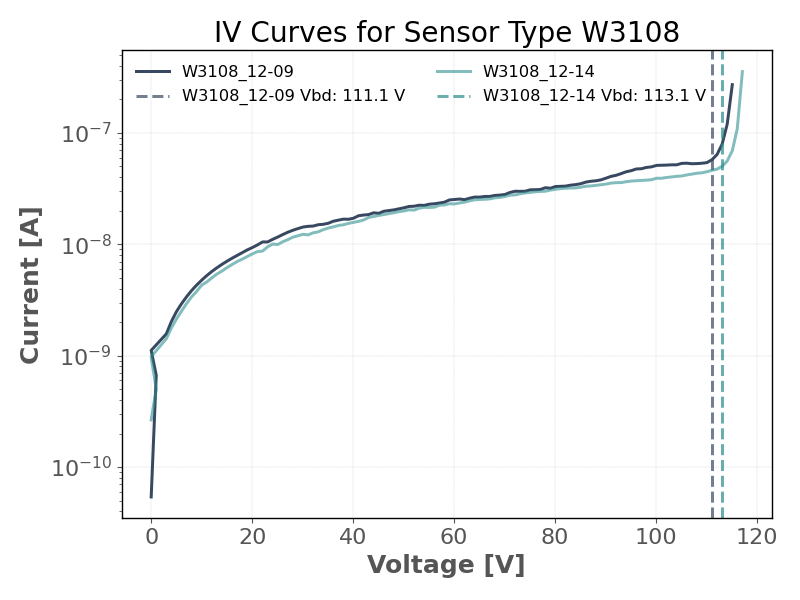 IV Curves for Sensor Type W3108
W3108_12-09
W3108_12-09 Vbd: 111.1 V
W3108_12-14
W3108_12-14 Vbd: 113.1 V
Current [A]
10⁻⁷
10⁻⁸
10⁻⁹
10⁻¹⁰
0 20 40 60 80 100 120
Voltage [V]